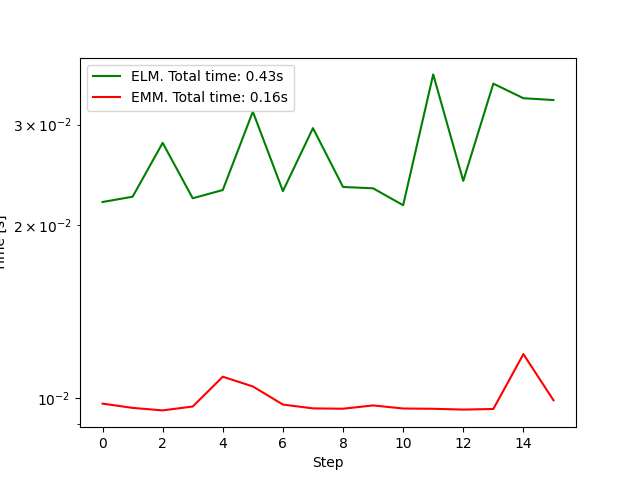 ELM. Total time: 0.43s
EMM. Total time: 0.16s
3 × 10⁻²
2 × 10⁻²
10⁻²
0 2 4 6 8 10 12 14
Step